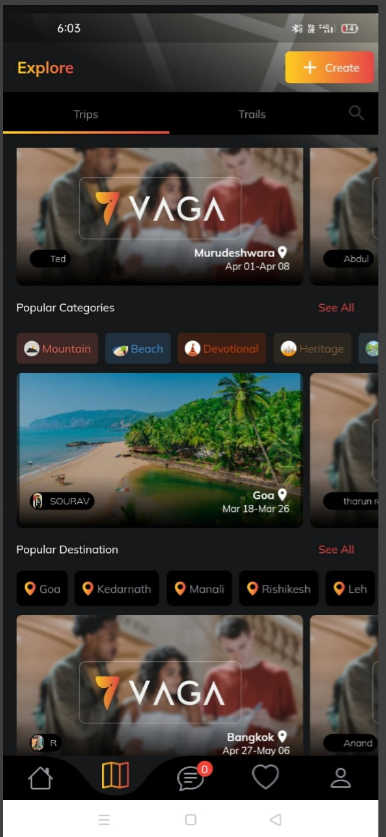 6:03
14
Explore
+ Create
Trips
Trails
VAGA
Ted
Murudeshwara
Apr 01-Apr 08
Abdul
Popular Categories
See All
Mountain
Beach
Devotional
Heritage
SOURAV
Goa
Mar 18-Mar 26
tharun
Popular Destination
See All
Goa
Kedarnath
Manali
Rishikesh
Leh
VAGA
R
Bangkok
Apr 27-May 06
Anand
0